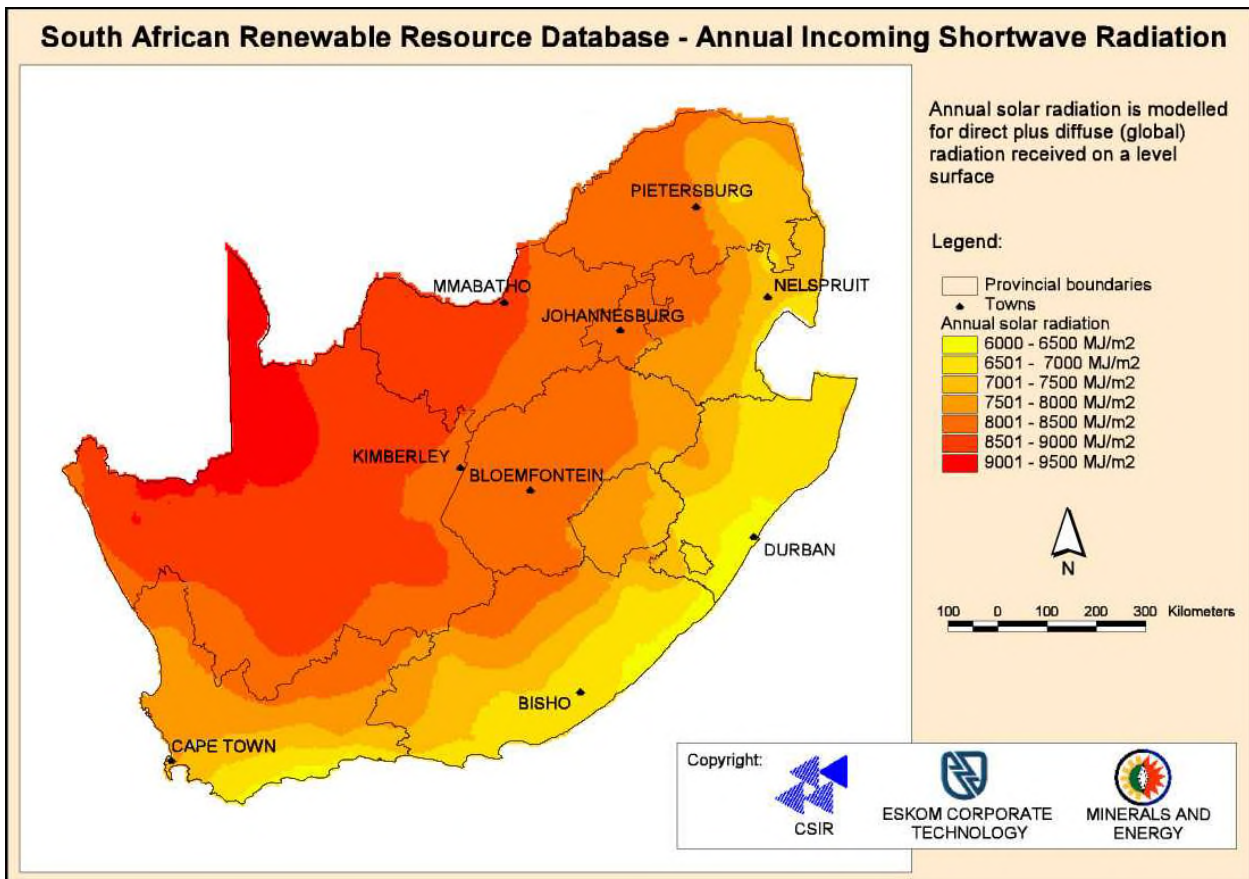 South African Renewable Resource Database - Annual Incoming Shortwave Radiation
Annual solar radiation is modelled
for direct plus diffuse (global)
radiation received on a level
surface
PIETERSBURG
Legend:
Provincial boundaries
Towns
Annual solar radiation
6000 - 6500 MJ/m2
6501 - 7000 MJ/m2
7001 - 7500 MJ/m2
7501 - 8000 MJ/m2
8001 - 8500 MJ/m2
8501 - 9000 MJ/m2
9001 - 9500 MJ/m2
MMABATHO
NELSPRUIT
JOHANNESBURG
KIMBERLEY
BLOEMFONTEIN
DURBAN
N
100 0 100 200 300 Kilometers
BISHO
CAPE TOWN
Copyright:
CSIR
ESKOM CORPORATE
TECHNOLOGY
MINERALS AND
ENERGY